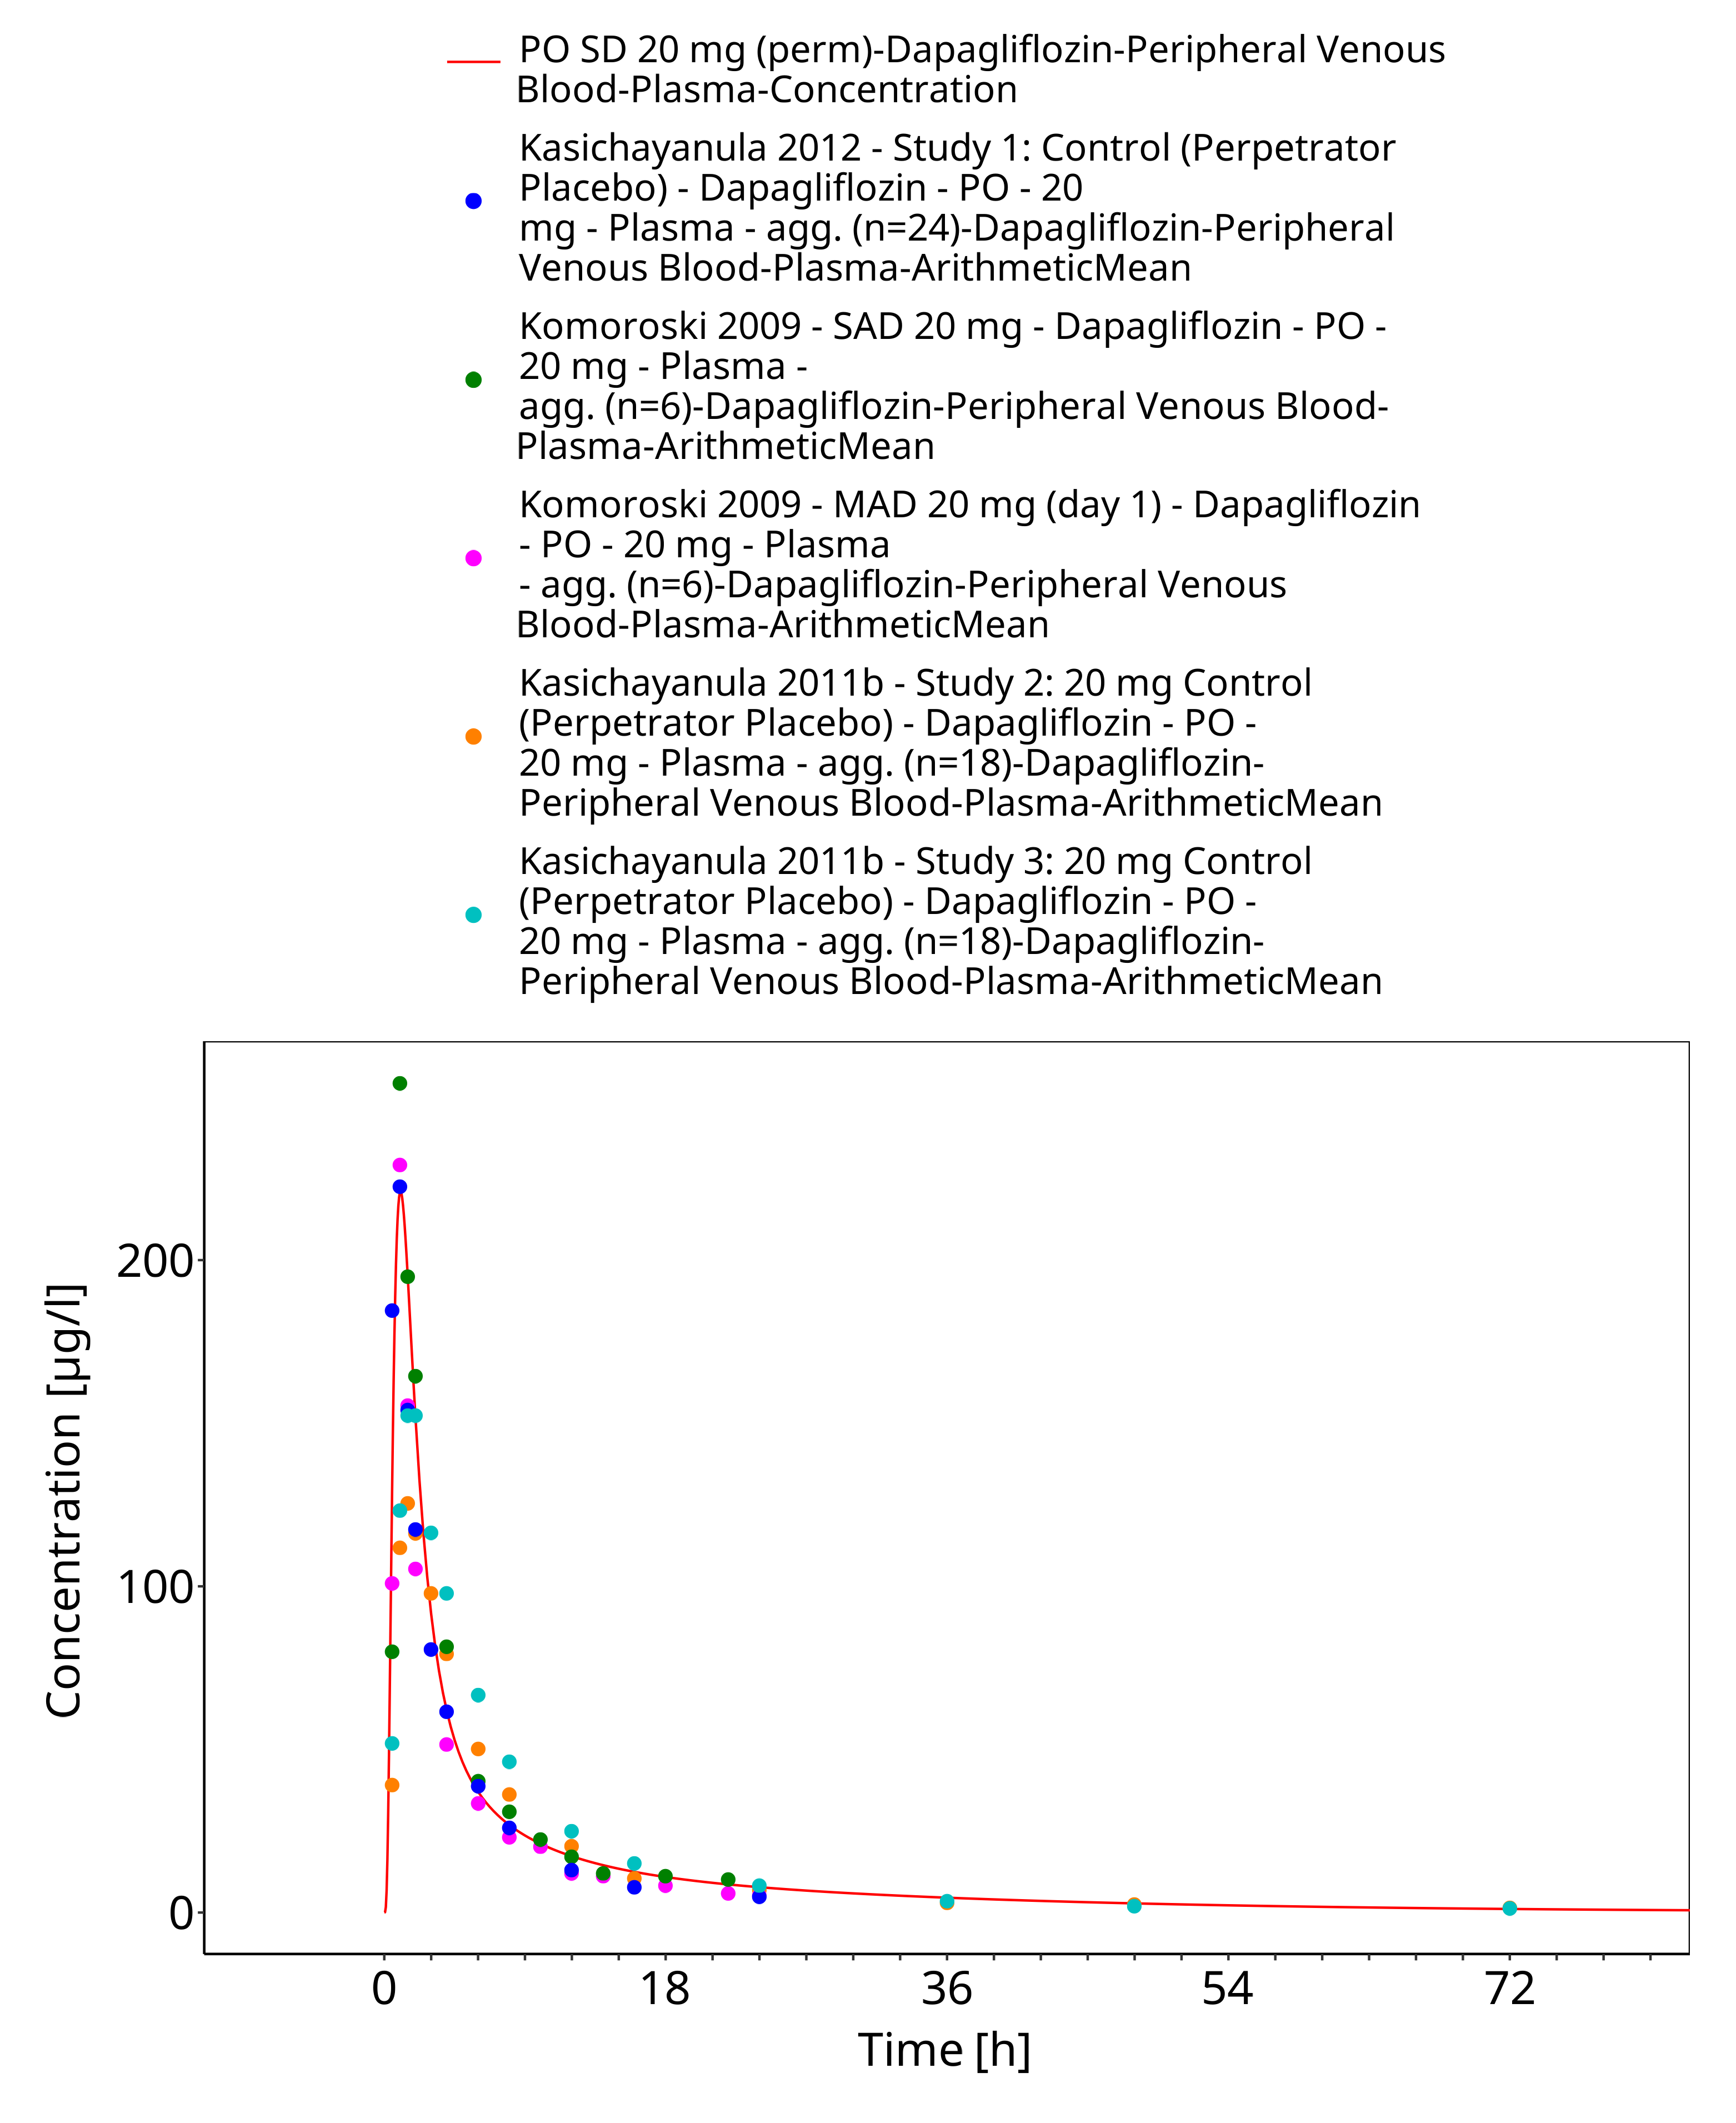 PO SD 20 mg (perm)-Dapagliflozin-Peripheral Venous
Blood-Plasma-Concentration
Kasichayanula 2012 - Study 1: Control (Perpetrator
Placebo) - Dapagliflozin - PO - 20
mg - Plasma - agg. (n=24)-Dapagliflozin-Peripheral
Venous Blood-Plasma-ArithmeticMean
Komoroski 2009 - SAD 20 mg - Dapagliflozin - PO -
20 mg - Plasma -
agg. (n=6)-Dapagliflozin-Peripheral Venous Blood-
Plasma-ArithmeticMean
Komoroski 2009 - MAD 20 mg (day 1) - Dapagliflozin
- PO - 20 mg - Plasma
- agg. (n=6)-Dapagliflozin-Peripheral Venous
Blood-Plasma-ArithmeticMean
Kasichayanula 2011b - Study 2: 20 mg Control
(Perpetrator Placebo) - Dapagliflozin - PO -
20 mg - Plasma - agg. (n=18)-Dapagliflozin-
Peripheral Venous Blood-Plasma-ArithmeticMean
Kasichayanula 2011b - Study 3: 20 mg Control
(Perpetrator Placebo) - Dapagliflozin - PO -
20 mg - Plasma - agg. (n=18)-Dapagliflozin-
Peripheral Venous Blood-Plasma-ArithmeticMean
Concentration [µg/l]
200
100
0
0 18 36 54 72
Time [h]